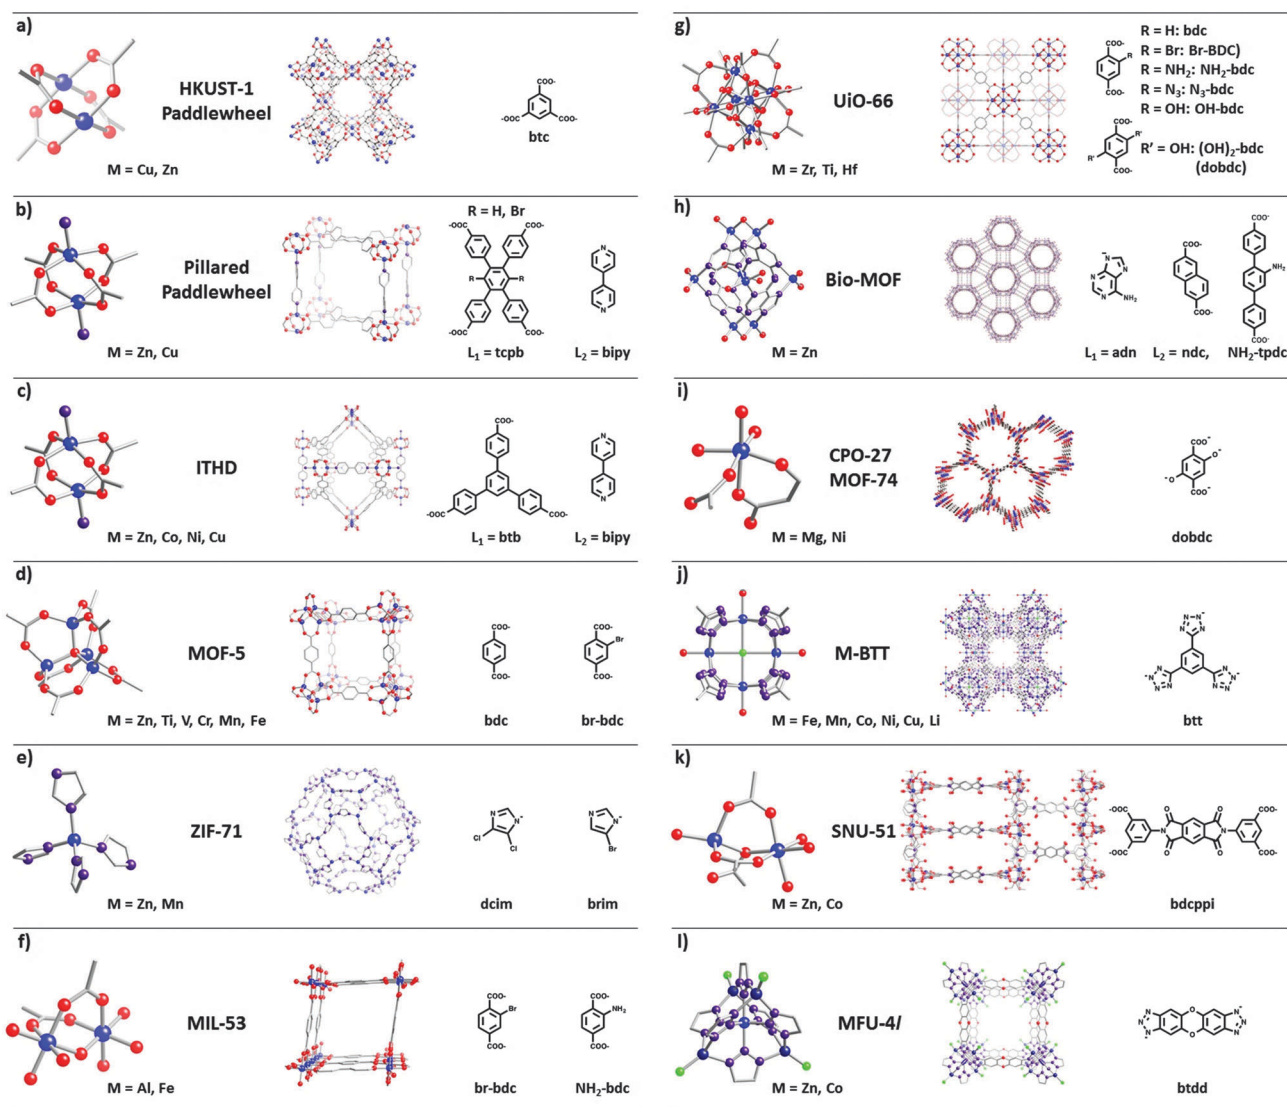 a)
HKUST-1
Paddlewheel
M = Cu, Zn
COO-
-OOC
COO-
btc
b)
Pillared
Paddlewheel
M = Zn, Cu
R = H, Br
-OOC
COO-
R
R
-OOC
COO-
L₁ = tcpb
N
N
L₂ = bipy
c)
ITHD
M = Zn, Co, Ni, Cu
COO-
-OOC
COO-
L₁ = btb
N
N
L₂ = bipy
d)
MOF-5
M = Zn, Ti, V, Cr, Mn, Fe
COO-
COO-
bdc
COO-
Br
COO-
br-bdc
e)
ZIF-71
M = Zn, Mn
N
N-
Cl
Cl
dcim
N
N-
Br
brim
f)
MIL-53
M = Al, Fe
COO-
Br
COO-
br-bdc
COO-
NH₂
COO-
NH₂-bdc
g)
UiO-66
M = Zr, Ti, Hf
R = H: bdc
R = Br: Br-BDC)
R = NH₂: NH₂-bdc
R = N₃: N₃-bdc
R = OH: OH-bdc
COO-
R
COO-
COO-
R'
R'
COO-
R' = OH: (OH)₂-bdc
(dobdc)
h)
Bio-MOF
M = Zn
N
N
N
N
NH₂
L₁ = adn
COO-
COO-
L₂ = ndc,
COO-
NH₂
COO-
NH₂-tpdc
i)
CPO-27
MOF-74
M = Mg, Ni
COO-
O-
-O
COO-
dobdc
j)
M-BTT
M = Fe, Mn, Co, Ni, Cu, Li
N
N
N
N
N
N
N
N
N
N
N
N
btt
k)
SNU-51
M = Zn, Co
-OOC
O
O
COO-
N
N
-OOC
O
O
COO-
bdcppi
l)
MFU-4l
M = Zn, Co
N
N
N
O
O
N
N
N
btdd